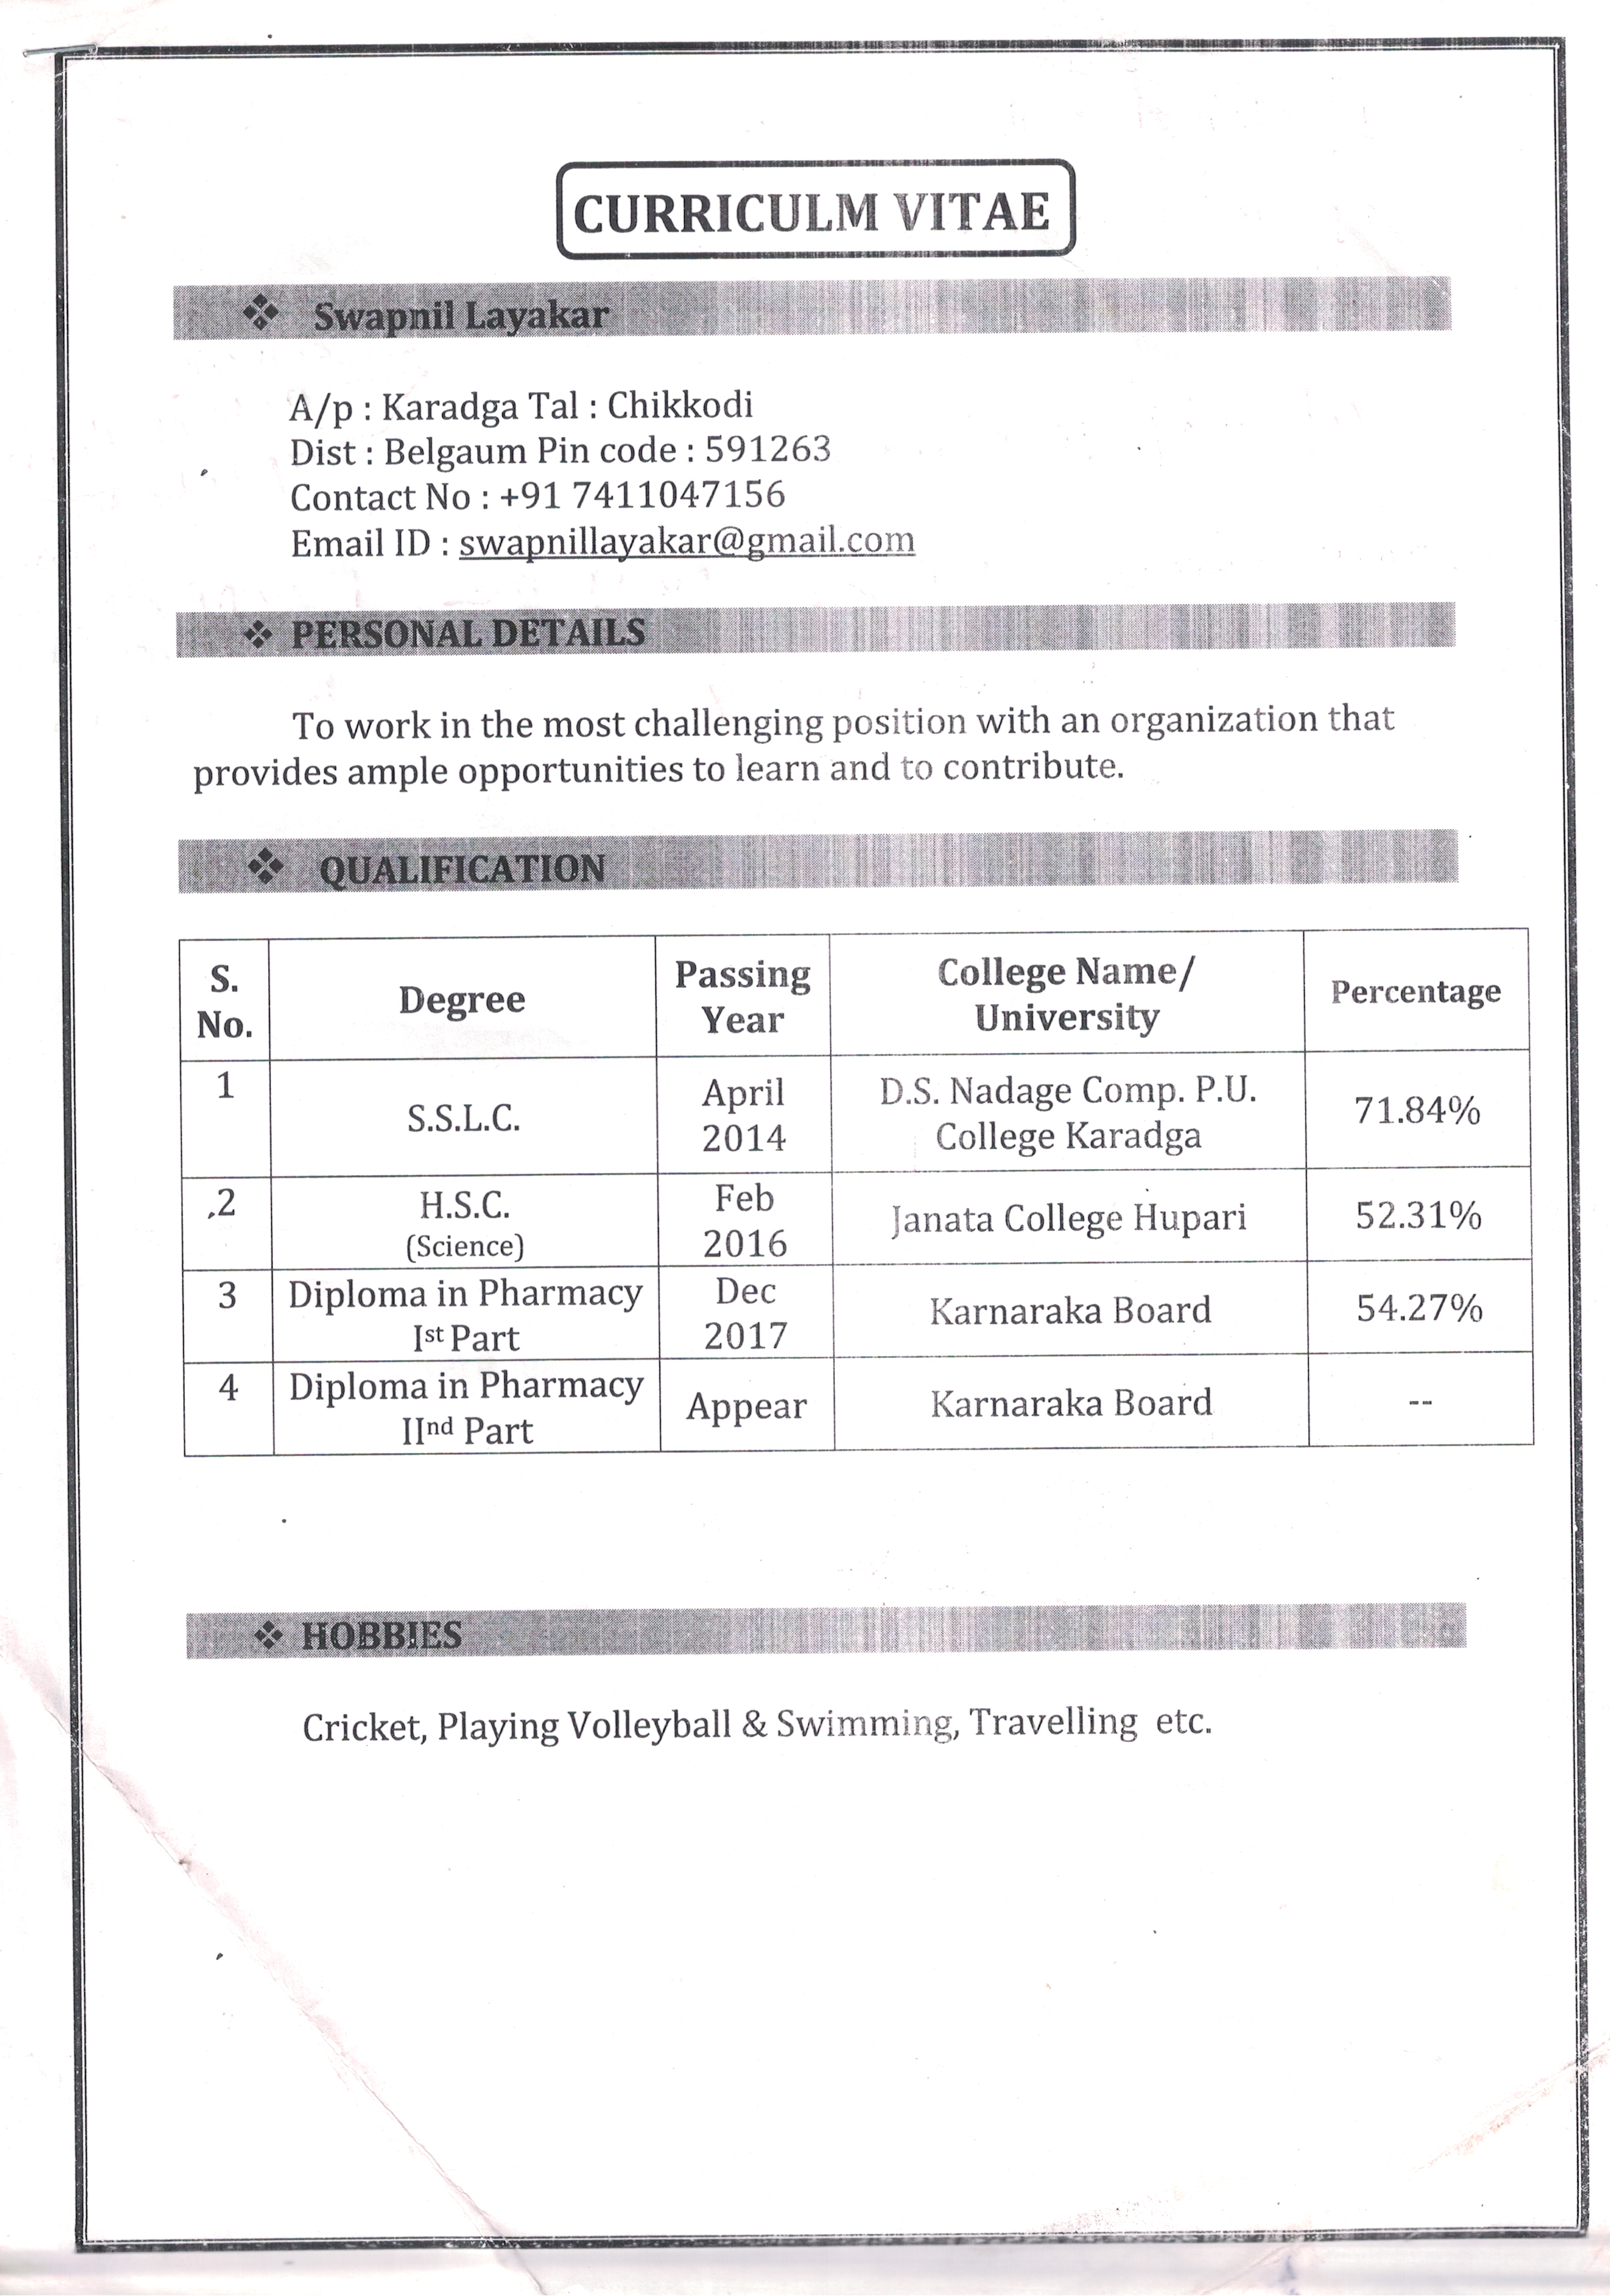 CURRICULM VITAE
❖ Swapnil Layakar
A/p : Karadga Tal : Chikkodi
Dist : Belgaum Pin code : 591263
Contact No : +91 7411047156
Email ID : swapnillayakar@gmail.com
❖ PERSONAL DETAILS
To work in the most challenging position with an organization that
provides ample opportunities to learn and to contribute.
❖ QUALIFICATION
S. No. Degree Passing Year College Name/ University Percentage
1 S.S.L.C. April 2014 D.S. Nadage Comp. P.U. College Karadga 71.84%
2 H.S.C. (Science) Feb 2016 Janata College Hupari 52.31%
3 Diploma in Pharmacy Ist Part Dec 2017 Karnaraka Board 54.27%
4 Diploma in Pharmacy IInd Part Appear Karnaraka Board --
❖ HOBBIES
Cricket, Playing Volleyball & Swimming, Travelling etc.